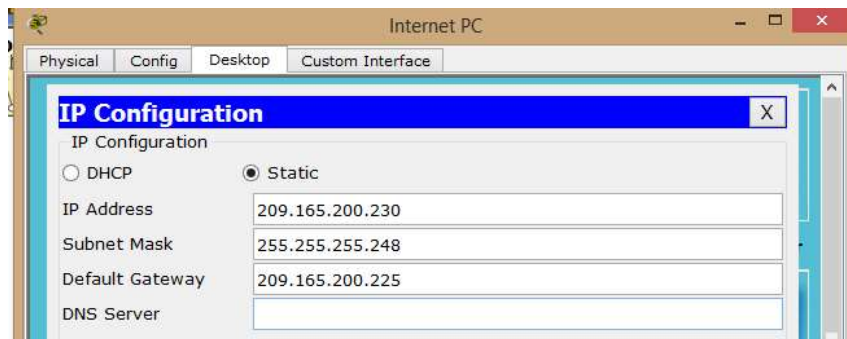 Internet PC
Physical Config Desktop Custom Interface
IP Configuration X
IP Configuration
DHCP Static
IP Address 209.165.200.230
Subnet Mask 255.255.255.248
Default Gateway 209.165.200.225
DNS Server